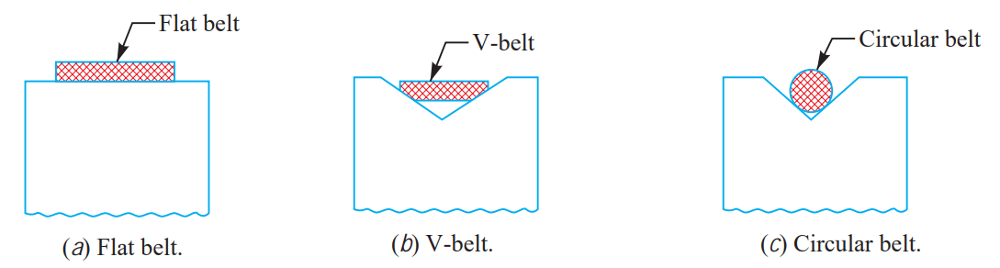 Flat belt
V-belt
Circular belt
(a) Flat belt.
(b) V-belt.
(c) Circular belt.